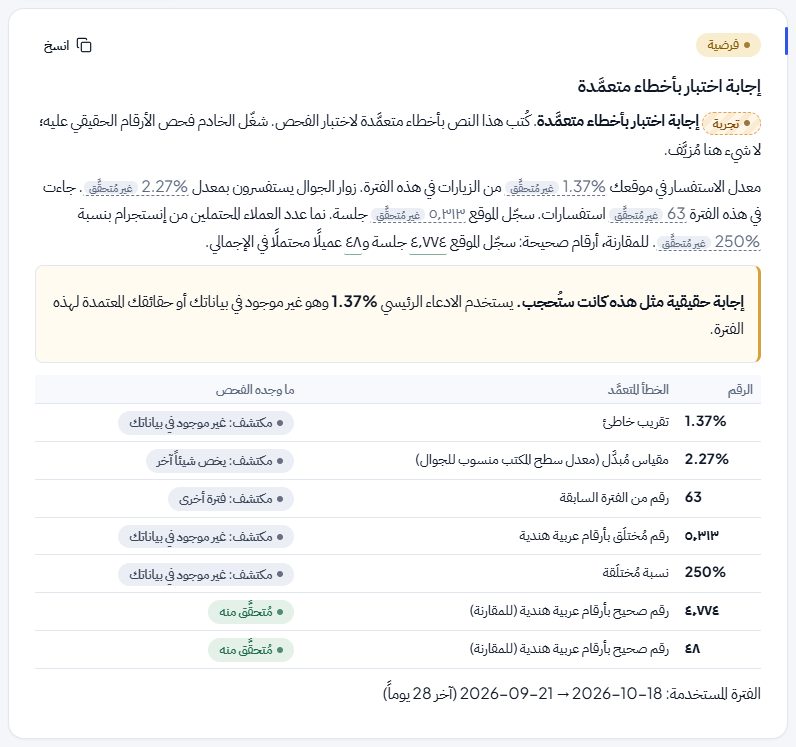 فرضية
انسخ
إجابة اختبار بأخطاء متعمَّدة
تجربة إجابة اختبار بأخطاء متعمَّدة. كُتب هذا النص بأخطاء متعمَّدة لاختبار الفحص. شغّل الخادم فحص الأرقام الحقيقي عليه؛
لا شيء هنا مُزيَّف.
معدل الاستفسار في موقعك 1.37% غير مُتحقَّق من الزيارات في هذه الفترة. زوار الجوال يستفسرون بمعدل 2.27% غير مُتحقَّق. جاءت
في هذه الفترة 63 غير مُتحقَّق استفسارات. سجّل الموقع ٥٬٣١٣ غير مُتحقَّق جلسة. نما عدد العملاء المحتملين من إنستجرام بنسبة
250% غير مُتحقَّق. للمقارنة، أرقام صحيحة: سجّل الموقع ٤٬٧٧٤ جلسة و٤٨ عميلًا محتملًا في الإجمالي.
إجابة حقيقية مثل هذه كانت ستُحجب. يستخدم الادعاء الرئيسي 1.37% وهو غير موجود في بياناتك أو حقائقك المعتمدة لهذه
الفترة.
الرقم الخطأ المتعمَّد ما وجده الفحص
1.37% تقريب خاطئ مكتشف: غير موجود في بياناتك
2.27% مقياس مُبدَّل (معدل سطح المكتب منسوب للجوال) مكتشف: يخص شيئاً آخر
63 رقم من الفترة السابقة مكتشف: فترة أخرى
٥٬٣١٣ رقم مُختلَق بأرقام عربية هندية مكتشف: غير موجود في بياناتك
250% نسبة مُختلَقة مكتشف: غير موجود في بياناتك
٤٬٧٧٤ رقم صحيح بأرقام عربية هندية (للمقارنة) مُتحقَّق منه
٤٨ رقم صحيح بأرقام عربية هندية (للمقارنة) مُتحقَّق منه
الفترة المستخدمة: 2026-10-18 → 2026-09-21 (آخر 28 يوماً)